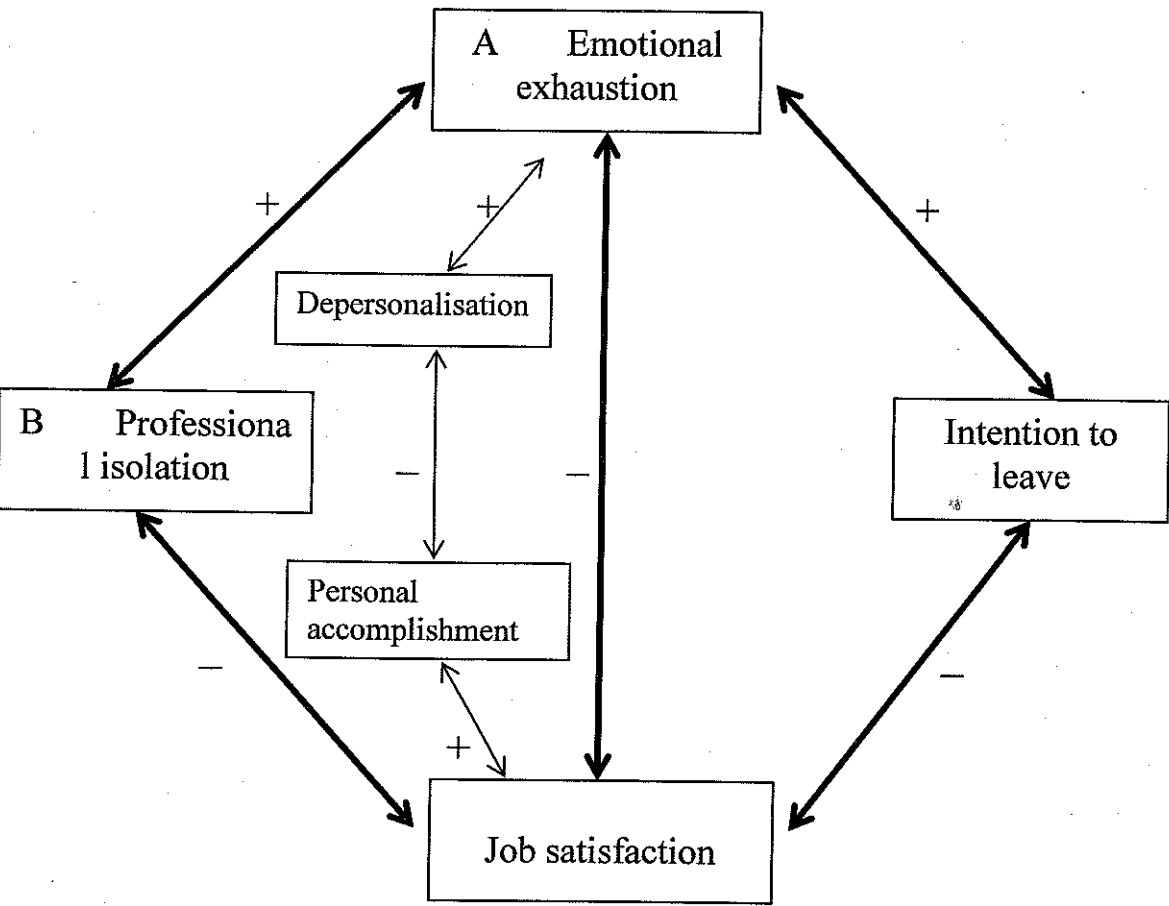 A Emotional
exhaustion
+
+
+
Depersonalisation
B Professiona
l isolation
Intention to
leave
−
−
Personal
accomplishment
−
−
+
Job satisfaction